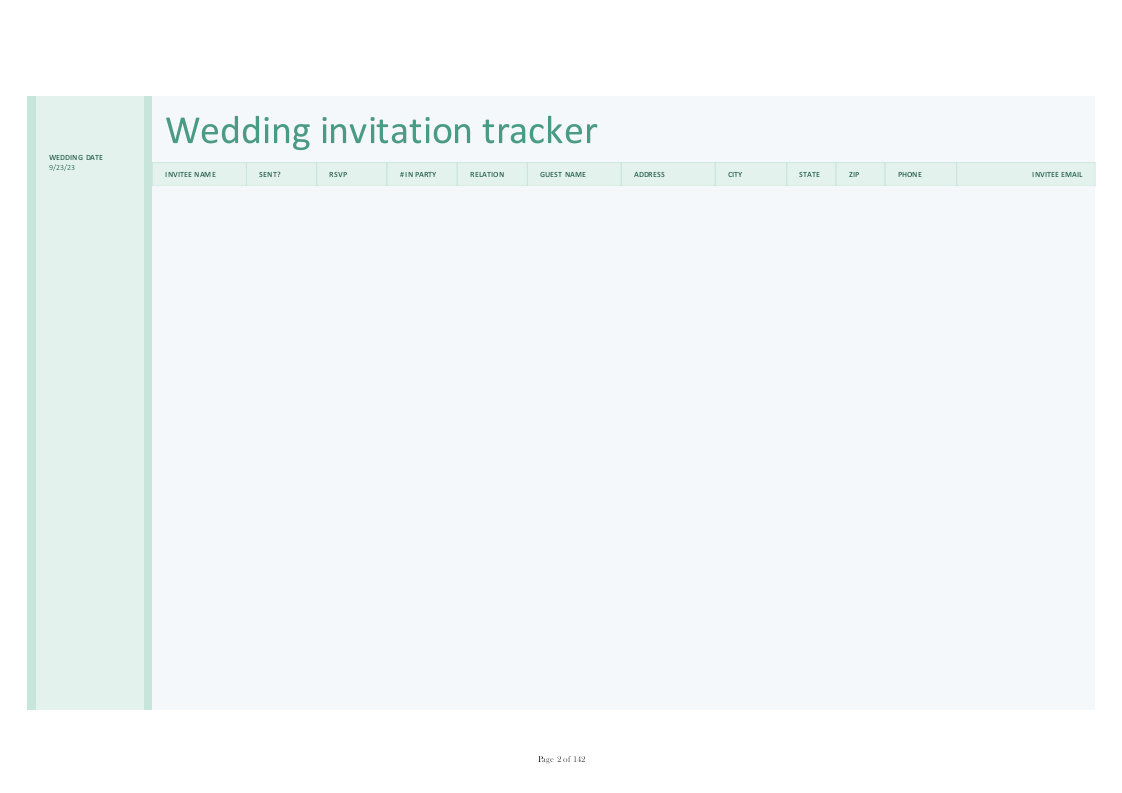 Wedding invitation tracker
WEDDING DATE
9/23/23
INVITEE NAME SENT? RSVP # IN PARTY RELATION GUEST NAME ADDRESS CITY STATE ZIP PHONE INVITEE EMAIL
Page 2 of 142